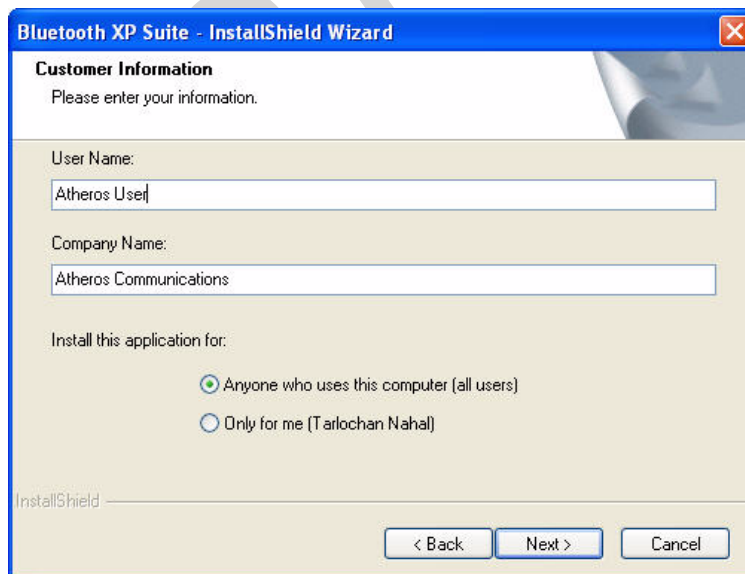 Bluetooth XP Suite - InstallShield Wizard
Customer Information
Please enter your information.
User Name:
Atheros User
Company Name:
Atheros Communications
Install this application for:
Anyone who uses this computer (all users)
Only for me (Tarlochan Nahal)
InstallShield
< Back
Next >
Cancel